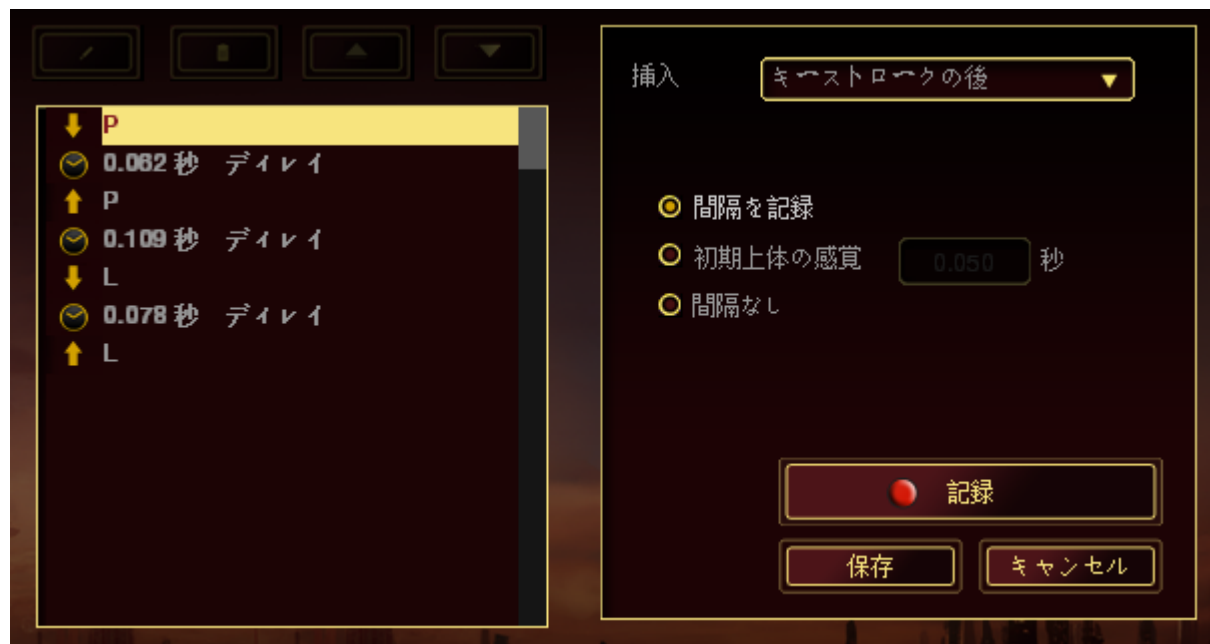 P
0.062 秒 ディレイ
P
0.109 秒 ディレイ
L
0.078 秒 ディレイ
L
挿入 キーストロークの後
間隔を記録
初期上体の感覚 0.050 秒
間隔なし
記録
保存 キャンセル